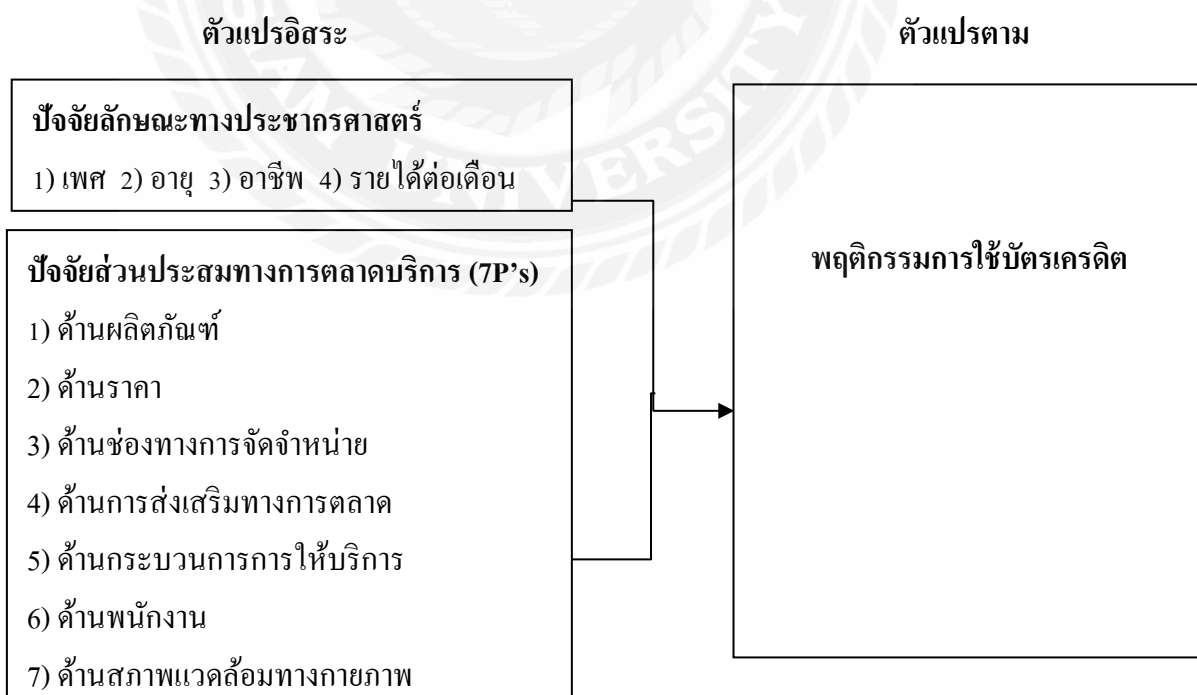 ตัวแปรอิสระ
ตัวแปรตาม
ปัจจัยลักษณะทางประชากรศาสตร์
1) เพศ 2) อายุ 3) อาชีพ 4) รายได้ต่อเดือน
ปัจจัยส่วนประสมทางการตลาดบริการ (7P’s)
1) ด้านผลิตภัณฑ์
2) ด้านราคา
3) ด้านช่องทางการจัดจำหน่าย
4) ด้านการส่งเสริมทางการตลาด
5) ด้านกระบวนการการให้บริการ
6) ด้านพนักงาน
7) ด้านสภาพแวดล้อมทางกายภาพ
พฤติกรรมการใช้บัตรเครดิต
UNIVERSITY